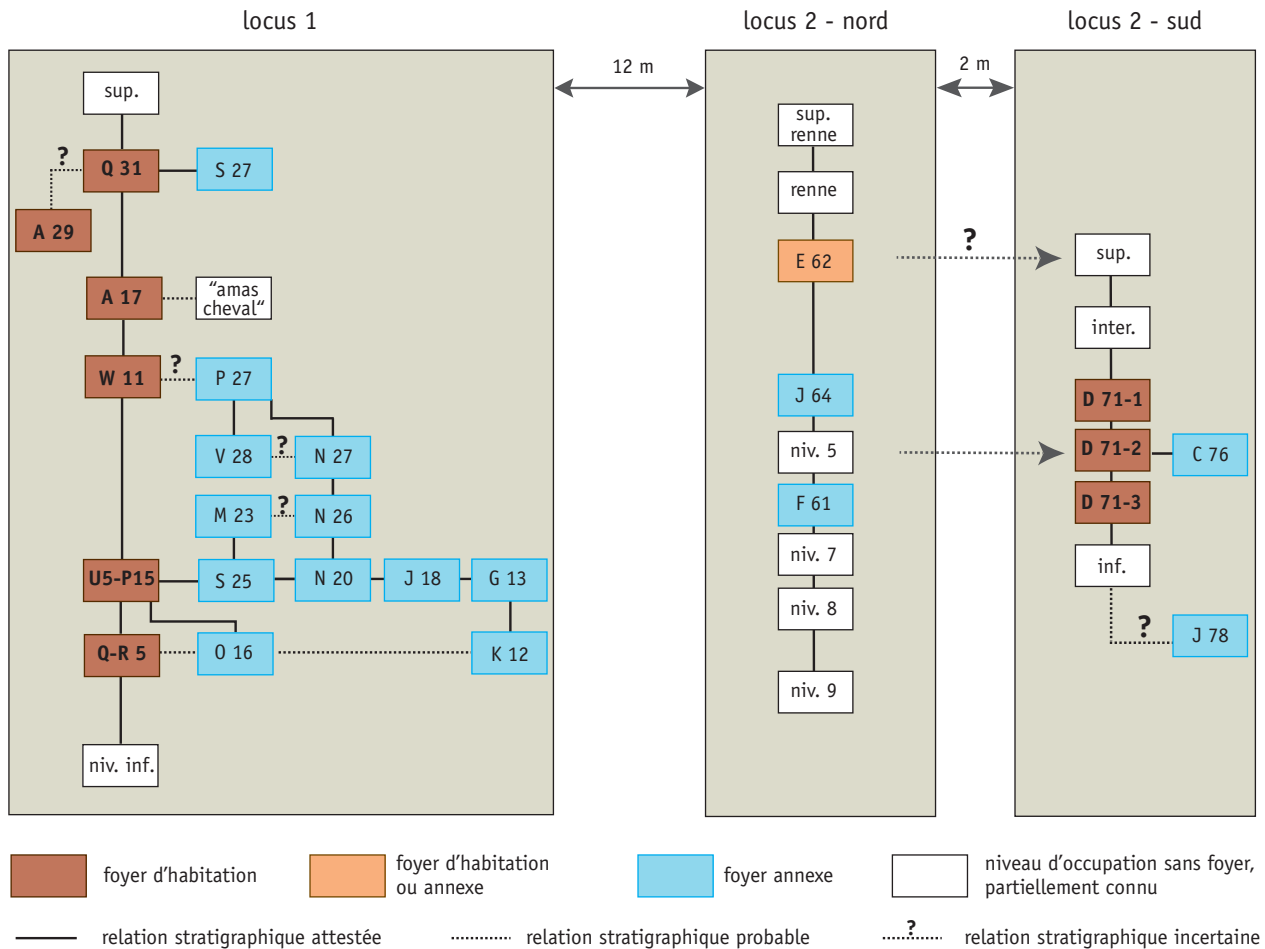 locus 1
locus 2 - nord
locus 2 - sud
12 m
2 m
sup.
?
Q 31
S 27
A 29
A 17
“amas
cheval“
W 11
?
P 27
V 28
?
N 27
M 23
?
N 26
U5-P15
S 25
N 20
J 18
G 13
Q-R 5
O 16
K 12
niv. inf.
sup.
renne
renne
E 62
?
J 64
niv. 5
F 61
niv. 7
niv. 8
niv. 9
sup.
inter.
D 71-1
D 71-2
C 76
D 71-3
inf.
?
J 78
foyer d'habitation
foyer d'habitation
ou annexe
foyer annexe
niveau d'occupation sans foyer,
partiellement connu
relation stratigraphique attestée
relation stratigraphique probable
?
relation stratigraphique incertaine